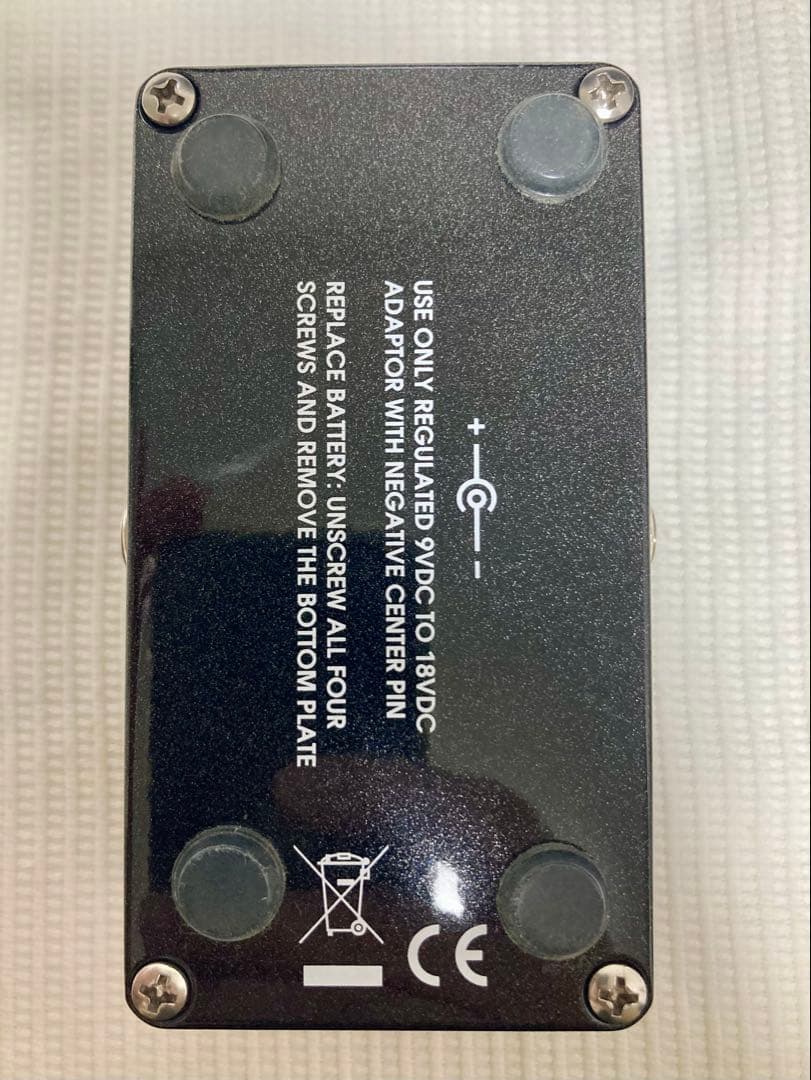 + -
USE ONLY REGULATED 9VDC TO 18VDC
ADAPTOR WITH NEGATIVE CENTER PIN
REPLACE BATTERY: UNSCREW ALL FOUR
SCREWS AND REMOVE THE BOTTOM PLATE
CE